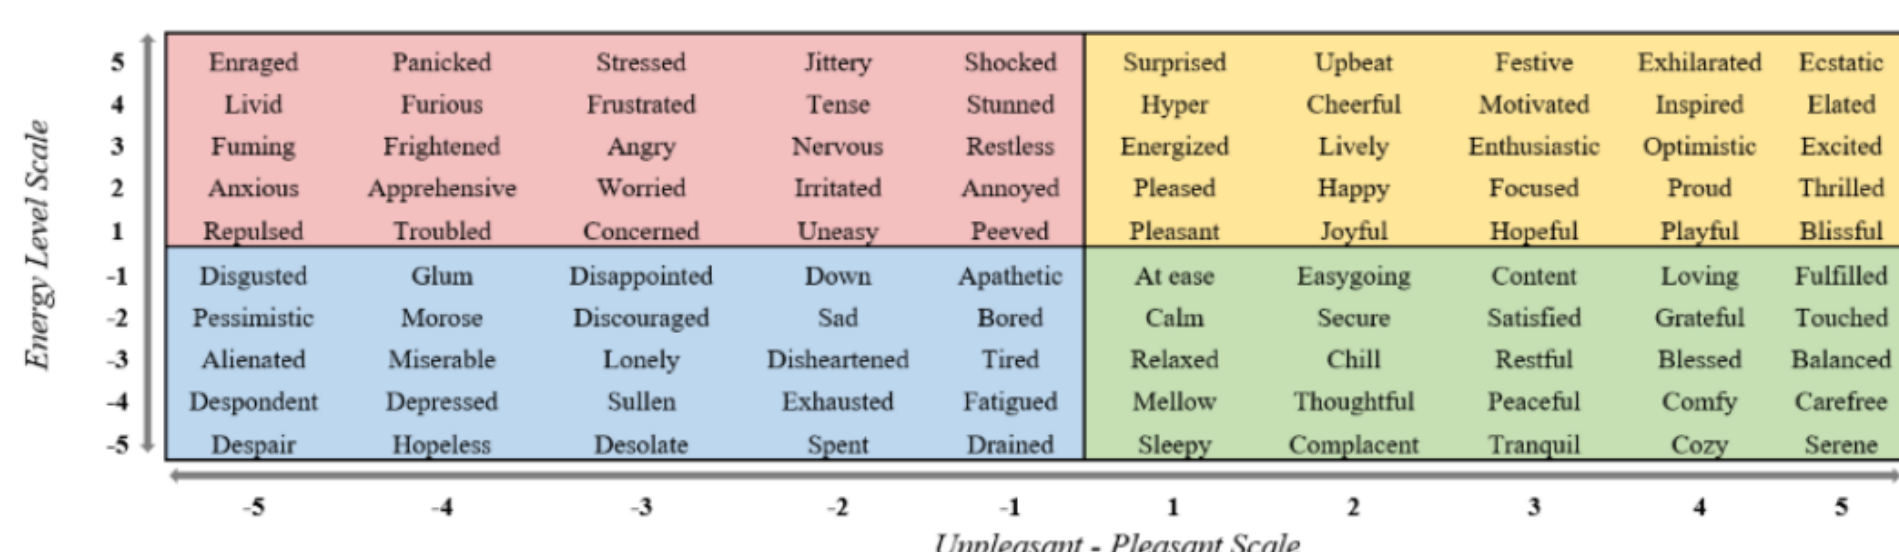 Energy Level Scale
5 Enraged Panicked Stressed Jittery Shocked Surprised Upbeat Festive Exhilarated Ecstatic
4 Livid Furious Frustrated Tense Stunned Hyper Cheerful Motivated Inspired Elated
3 Fuming Frightened Angry Nervous Restless Energized Lively Enthusiastic Optimistic Excited
2 Anxious Apprehensive Worried Irritated Annoyed Pleased Happy Focused Proud Thrilled
1 Repulsed Troubled Concerned Uneasy Peeved Pleasant Joyful Hopeful Playful Blissful
-1 Disgusted Glum Disappointed Down Apathetic At ease Easygoing Content Loving Fulfilled
-2 Pessimistic Morose Discouraged Sad Bored Calm Secure Satisfied Grateful Touched
-3 Alienated Miserable Lonely Disheartened Tired Relaxed Chill Restful Blessed Balanced
-4 Despondent Depressed Sullen Exhausted Fatigued Mellow Thoughtful Peaceful Comfy Carefree
-5 Despair Hopeless Desolate Spent Drained Sleepy Complacent Tranquil Cozy Serene
-5 -4 -3 -2 -1 1 2 3 4 5
Unpleasant - Pleasant Scale